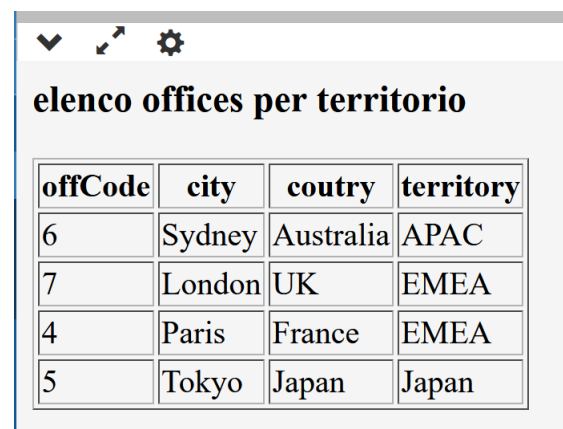 elenco offices per territorio
offCode city coutry territory
6 Sydney Australia APAC
7 London UK EMEA
4 Paris France EMEA
5 Tokyo Japan Japan